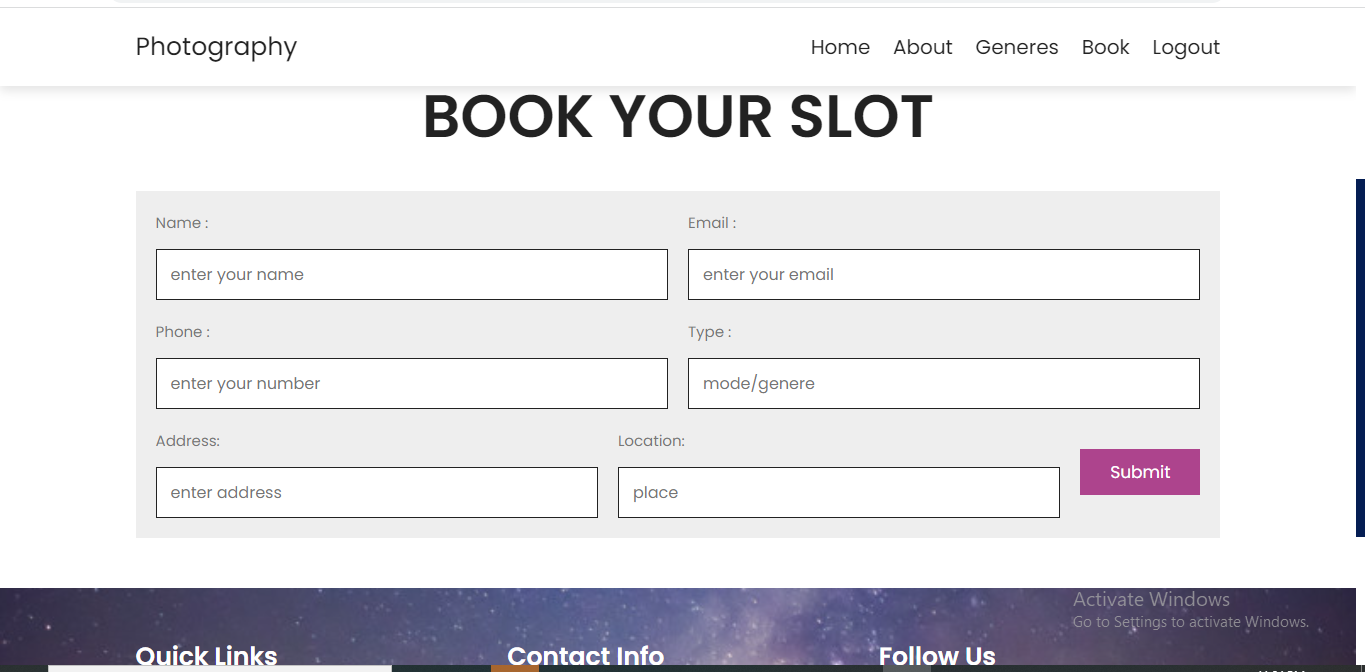 Photography
Home About Generes Book Logout
BOOK YOUR SLOT
Name : Email :
enter your name enter your email
Phone : Type :
enter your number mode/genere
Address: Location:
enter address place
Submit
Activate Windows
Go to Settings to activate Windows.
Quick Links Contact Info Follow Us